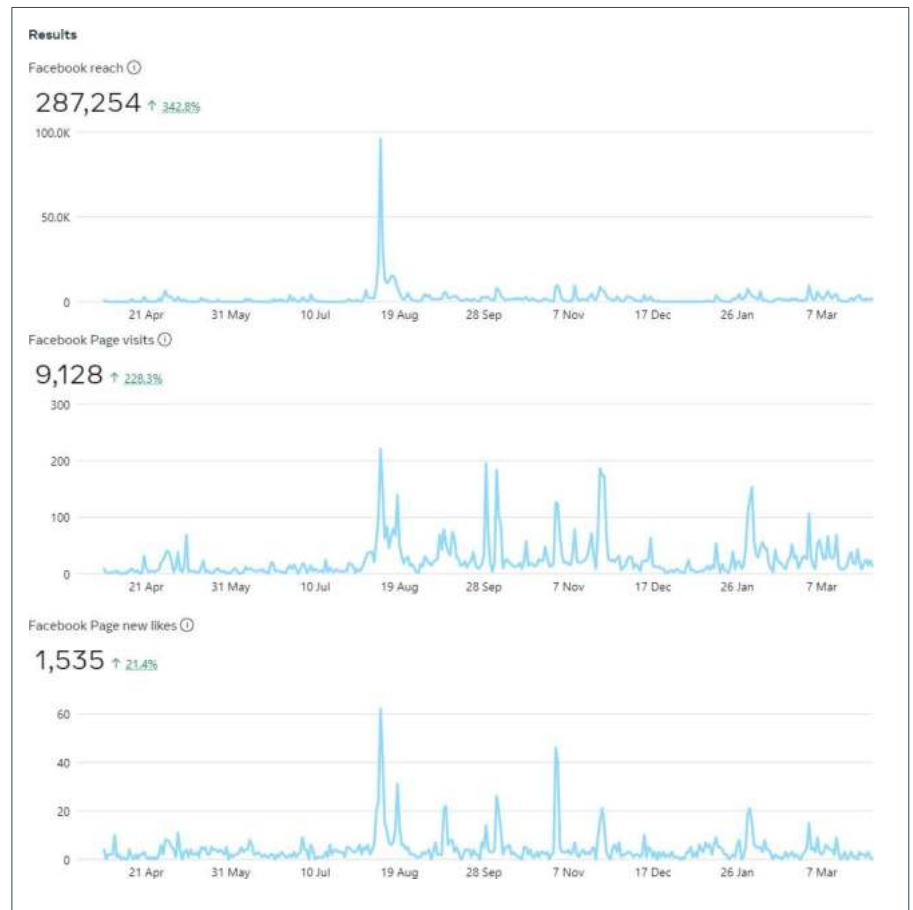 Results
Facebook reach
287,254 ↑ 342.8%
100.0K
50.0K
0
21 Apr 31 May 10 Jul 19 Aug 28 Sep 7 Nov 17 Dec 26 Jan 7 Mar
Facebook Page visits
9,128 ↑ 228.3%
300
200
100
0
21 Apr 31 May 10 Jul 19 Aug 28 Sep 7 Nov 17 Dec 26 Jan 7 Mar
Facebook Page new likes
1,535 ↑ 21.4%
60
40
20
0
21 Apr 31 May 10 Jul 19 Aug 28 Sep 7 Nov 17 Dec 26 Jan 7 Mar